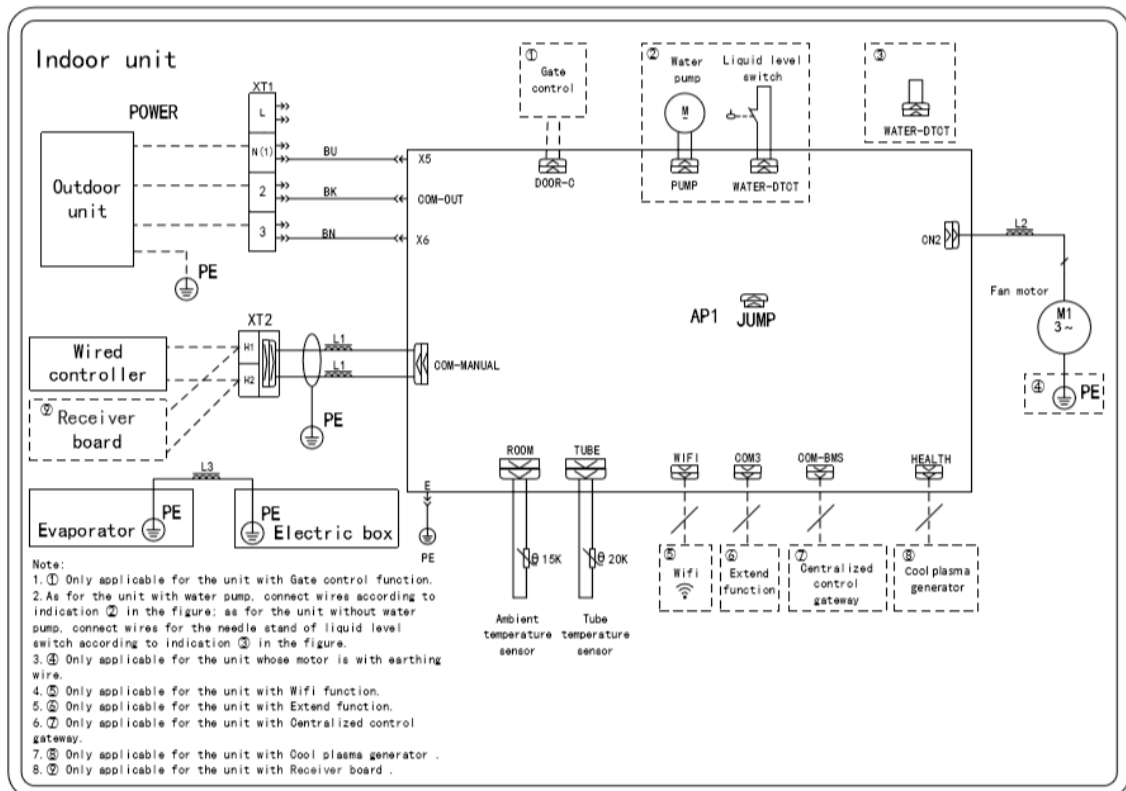 Indoor unit
POWER
XT1
L
N(1)
2
3
BU
BK
BN
X5
COM-OUT
X6
Outdoor
unit
PE
①
Gate
control
DOOR-C
②
Water
pump
Liquid level
switch
M
PUMP
WATER-DTCT
③
WATER-DTCT
CN2
L2
Fan motor
M1
3~
④
PE
AP1
JUMP
XT2
H1
H2
L1
L1
COM-MANUAL
PE
Wired
controller
⑨ Receiver
board
L3
PE
Evaporator
PE
Electric box
E
PE
ROOM
TUBE
θ 15K
θ 20K
Ambient
temperature
sensor
Tube
temperature
sensor
WIFI
COM3
COM-BMS
HEALTH
⑤
Wifi
⑥
Extend
function
⑦
Centralized
control
gateway
⑧
Cool plasma
generator
Note:
1. ① Only applicable for the unit with Gate control function.
2. As for the unit with water pump, connect wires according to
indication ② in the figure; as for the unit without water
pump, connect wires for the needle stand of liquid level
switch according to indication ③ in the figure.
3. ④ Only applicable for the unit whose motor is with earthing
wire.
4. ⑤ Only applicable for the unit with Wifi function.
5. ⑥ Only applicable for the unit with Extend function.
6. ⑦ Only applicable for the unit with Centralized control
gateway.
7. ⑧ Only applicable for the unit with Cool plasma generator .
8. ⑨ Only applicable for the unit with Receiver board .